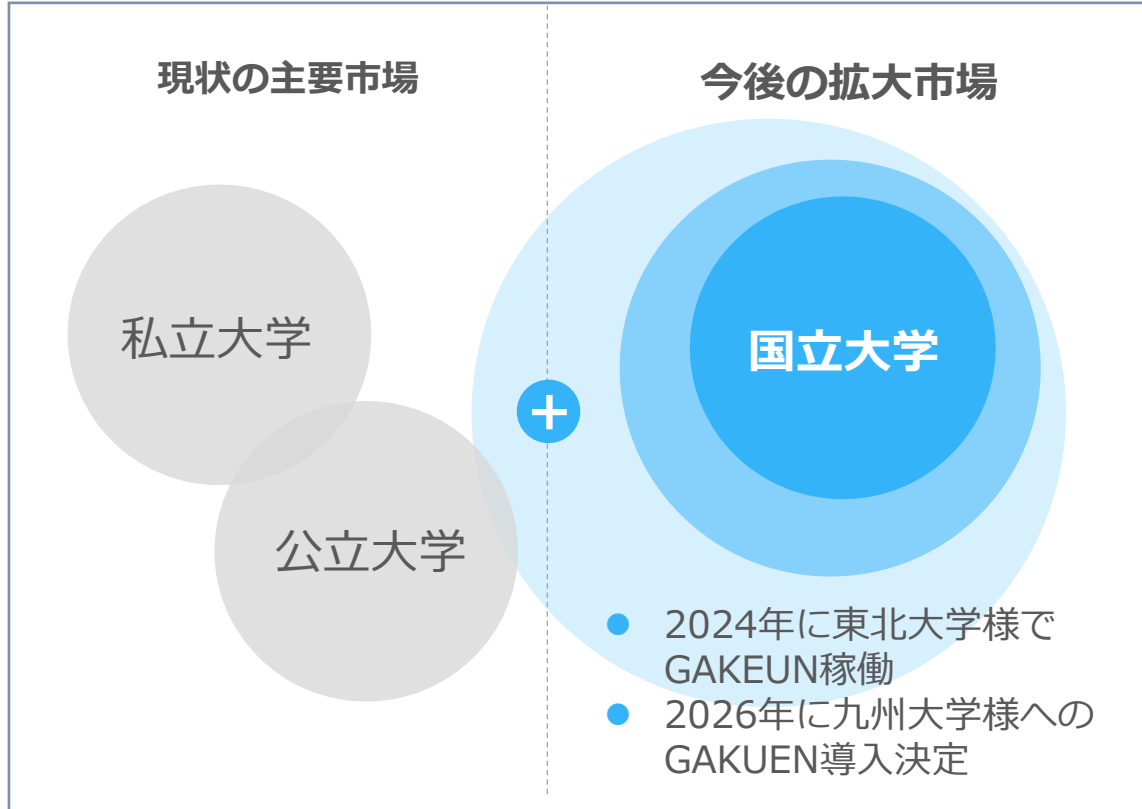 現状の主要市場
今後の拡大市場
私立大学
公立大学
+
国立大学
● 2024年に東北大学様で
GAKEUN稼働
● 2026年に九州大学様への
GAKUEN導入決定